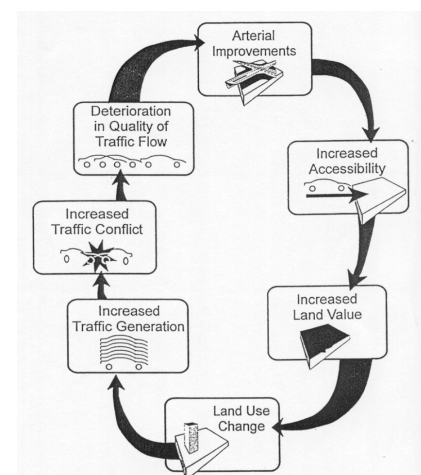 Arterial
Improvements
Increased
Accessibility
Increased
Land Value
Land Use
Change
Increased
Traffic Generation
Increased
Traffic Conflict
Deterioration
in Quality of
Traffic Flow